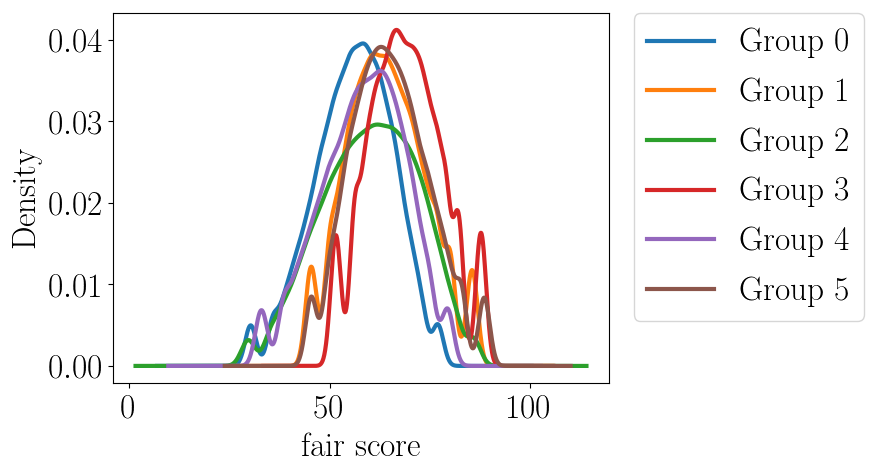 0.04
0.03
0.02
0.01
0.00
Density
0
50
100
fair score
Group 0
Group 1
Group 2
Group 3
Group 4
Group 5